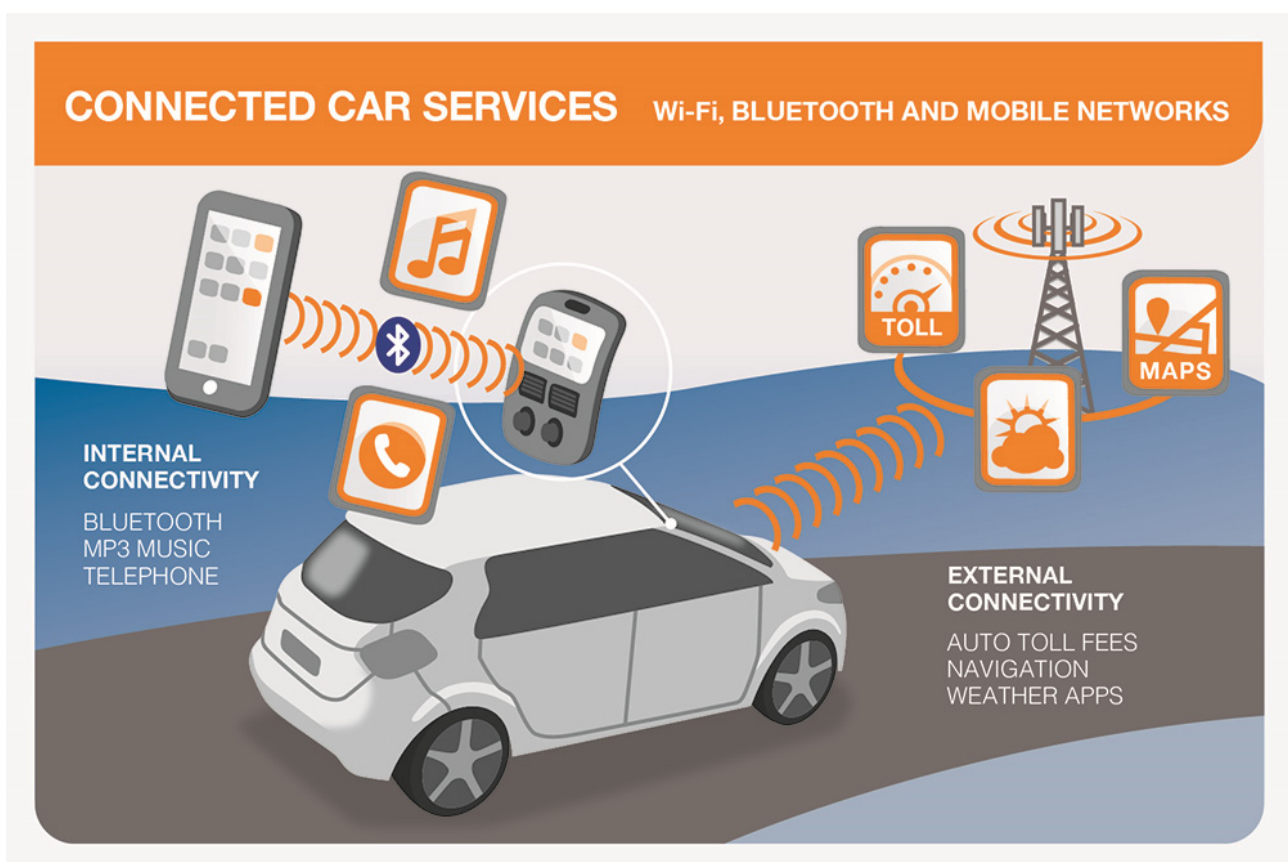 CONNECTED CAR SERVICES Wi-Fi, BLUETOOTH AND MOBILE NETWORKS
TOLL
MAPS
INTERNAL
CONNECTIVITY
BLUETOOTH
MP3 MUSIC
TELEPHONE
EXTERNAL
CONNECTIVITY
AUTO TOLL FEES
NAVIGATION
WEATHER APPS